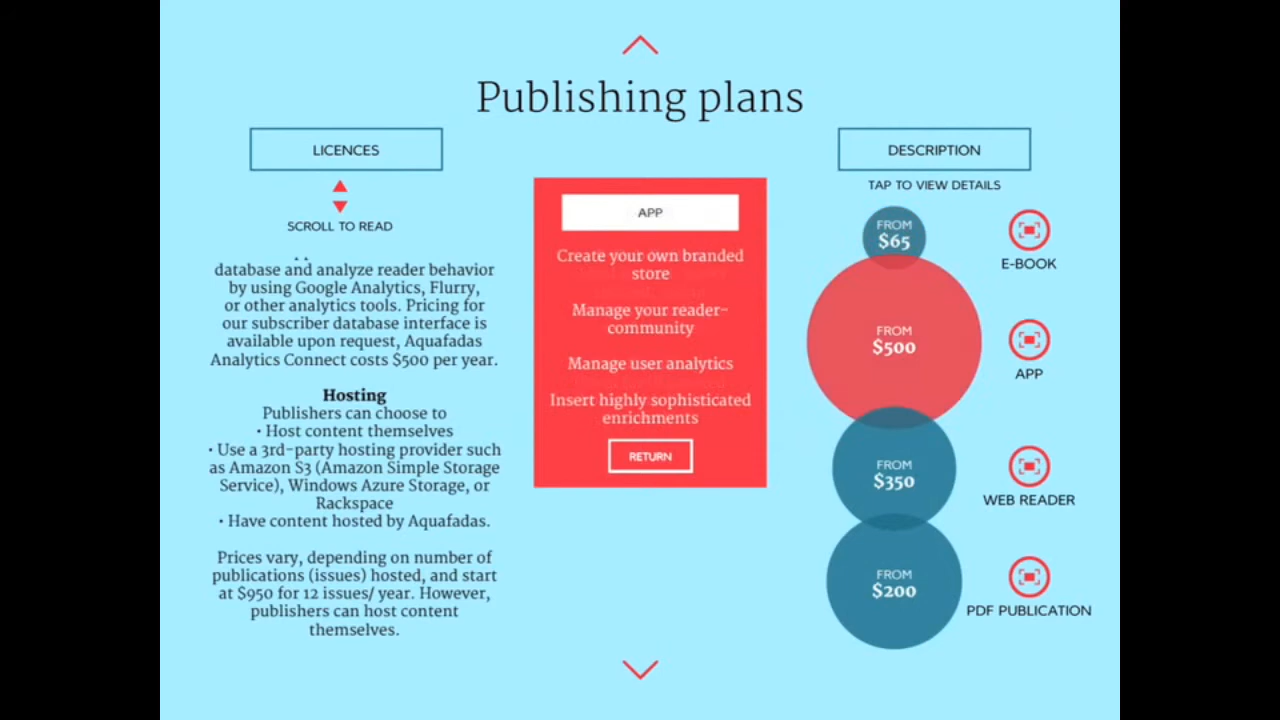 Publishing plans
LICENCES
SCROLL TO READ
database and analyze reader behavior
by using Google Analytics, Flurry,
or other analytics tools. Pricing for
our subscriber database interface is
available upon request, Aquafadas
Analytics Connect costs $500 per year.
Hosting
Publishers can choose to
• Host content themselves
• Use a 3rd-party hosting provider such
as Amazon S3 (Amazon Simple Storage
Service), Windows Azure Storage, or
Rackspace
• Have content hosted by Aquafadas.
Prices vary, depending on number of
publications (issues) hosted, and start
at $950 for 12 issues/ year. However,
publishers can host content
themselves.
APP
Create your own branded
store
Manage your reader-
community
Manage user analytics
Insert highly sophisticated
enrichments
RETURN
DESCRIPTION
TAP TO VIEW DETAILS
FROM
$65
E-BOOK
FROM
$500
APP
FROM
$350
WEB READER
FROM
$200
PDF PUBLICATION